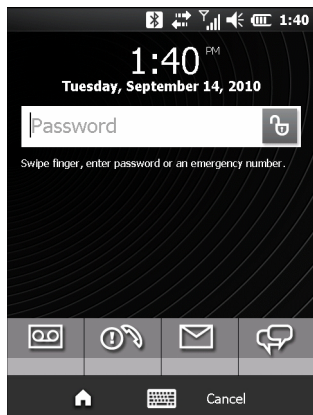 1:40
1:40 PM
Tuesday, September 14, 2010
Password
Swipe finger, enter password or an emergency number.
Cancel